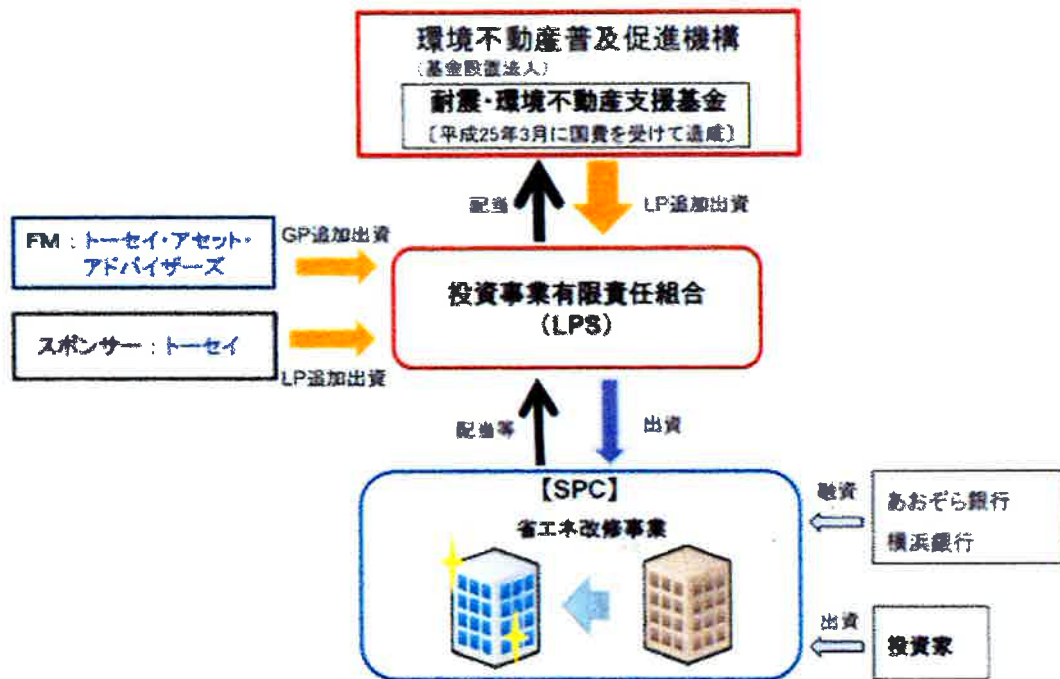 環境不動産普及促進機構
(基金設置法人)
耐震・環境不動産支援基金
〔平成25年3月に国費を受けて造成〕
配当
LP追加出資
FM:トーセイ・アセット・
アドバイザーズ
GP追加出資
投資事業有限責任組合
(LPS)
スポンサー:トーセイ
LP追加出資
配当等
出資
【SPC】
省エネ改修事業
融資
あおぞら銀行
横浜銀行
出資
投資家